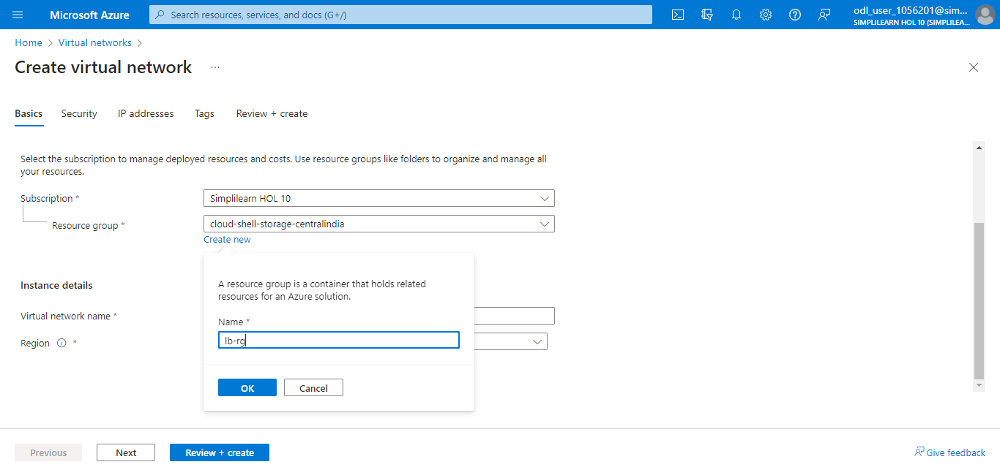 Microsoft Azure
Search resources, services, and docs (G+/)
odl_user_1056201@sim...
SIMPLILEARN HOL 10 (SIMPLILEA...
Home > Virtual networks >
Create virtual network ...
Basics Security IP addresses Tags Review + create
Select the subscription to manage deployed resources and costs. Use resource groups like folders to organize and manage all
your resources.
Subscription * Simplilearn HOL 10
Resource group * cloud-shell-storage-centralindia
Create new
A resource group is a container that holds related
resources for an Azure solution.
Name *
lb-rg
OK Cancel
Instance details
Virtual network name *
Region *
Previous Next Review + create Give feedback